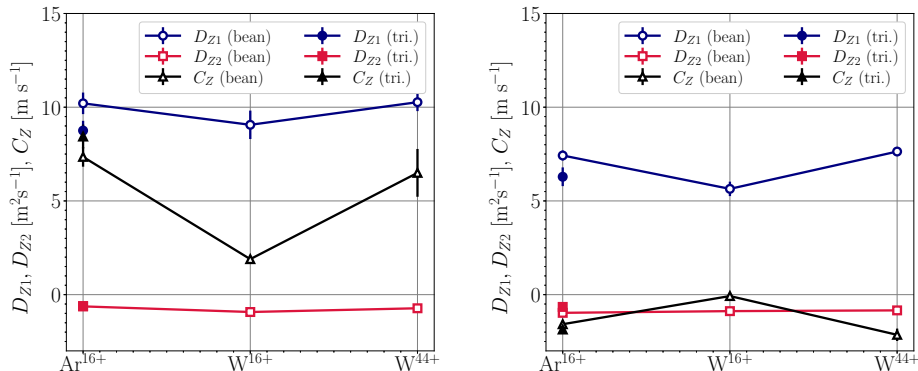 15
10
5
0
D_{Z1}, D_{Z2} [m²s⁻¹], C_Z [m s⁻¹]
D_{Z1} (bean) D_{Z1} (tri.)
D_{Z2} (bean) D_{Z2} (tri.)
C_Z (bean) C_Z (tri.)
Ar¹⁶⁺ W¹⁶⁺ W⁴⁴⁺
15
10
5
0
D_{Z1}, D_{Z2} [m²s⁻¹], C_Z [m s⁻¹]
D_{Z1} (bean) D_{Z1} (tri.)
D_{Z2} (bean) D_{Z2} (tri.)
C_Z (bean) C_Z (tri.)
Ar¹⁶⁺ W¹⁶⁺ W⁴⁴⁺